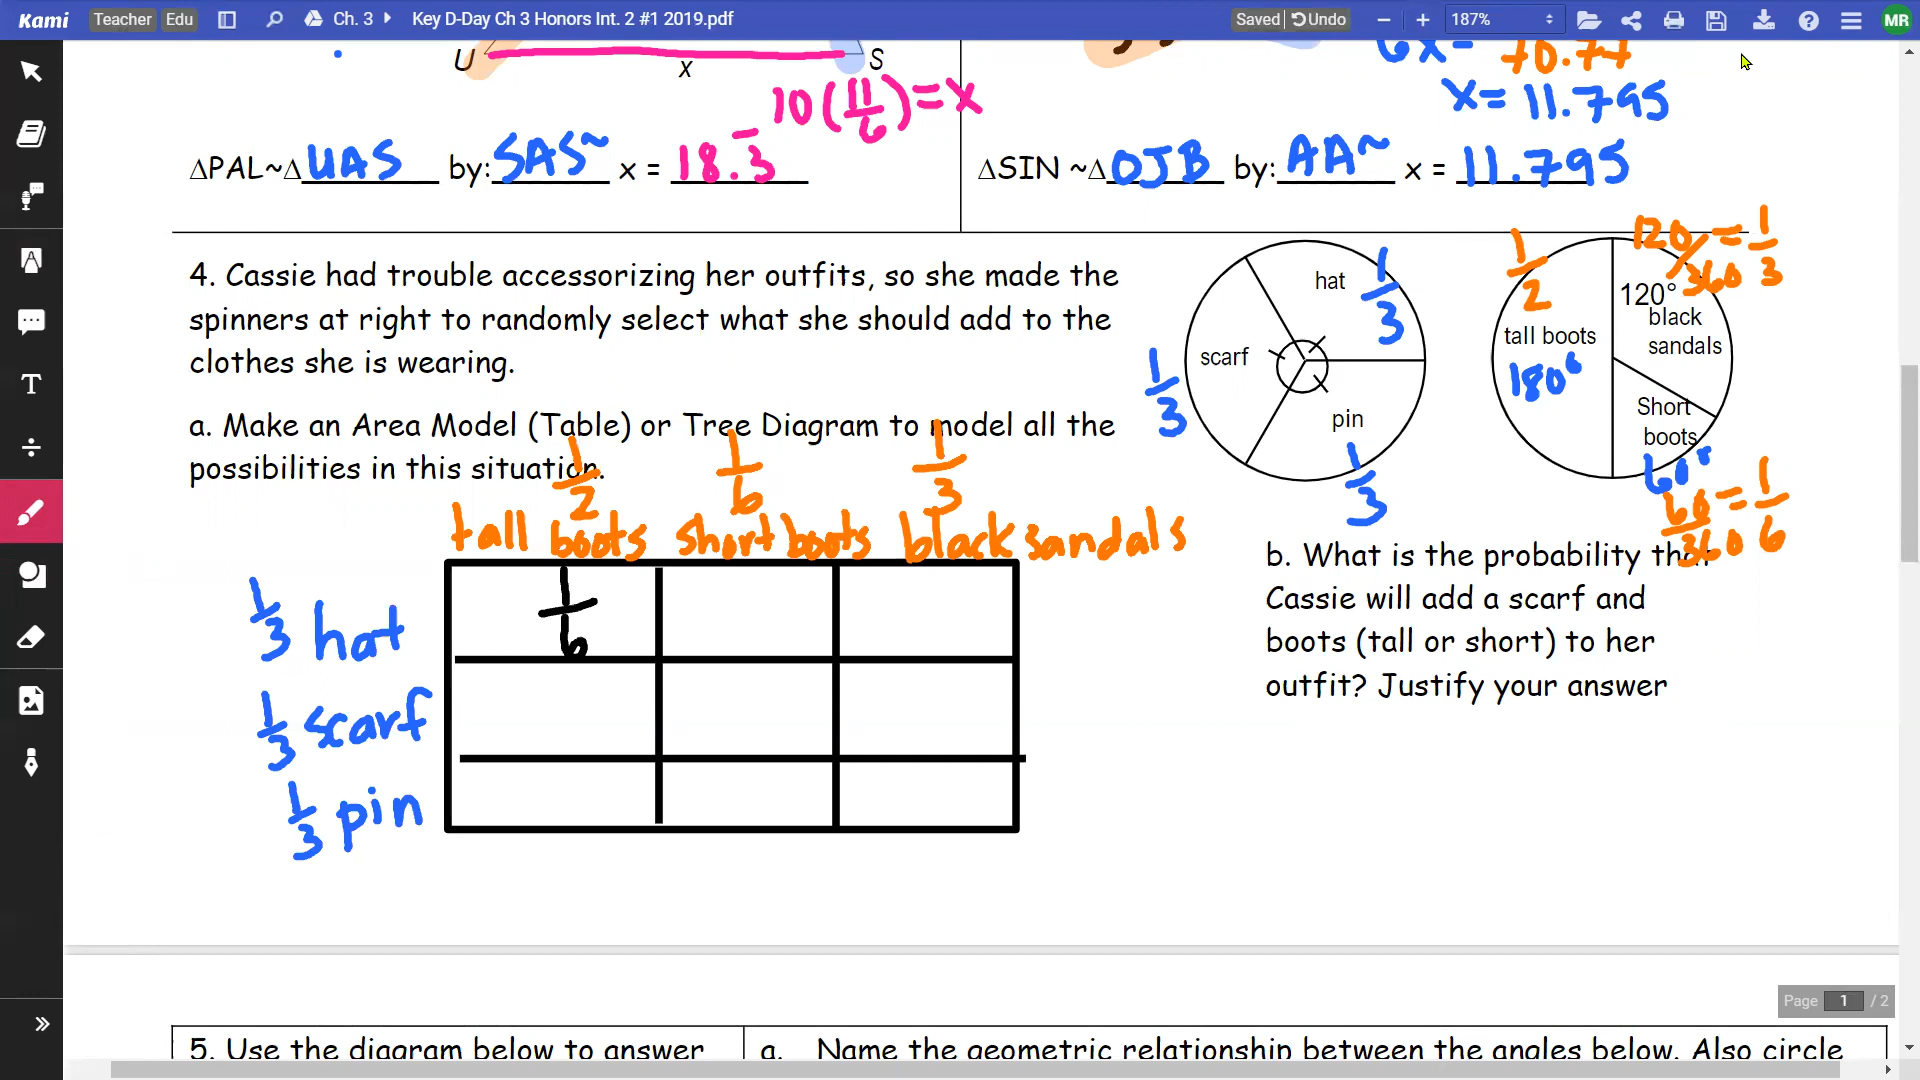 Kami Teacher Edu Ch. 3 Key D-Day Ch 3 Honors Int. 2 #1 2019.pdf Saved Undo 187% MR
U x S
10(11/6)=x
70.77
x= 11.795
∆PAL~∆ UAS by: SAS~ x = 18.3̅
∆SIN ~∆ OJB by: AA~ x = 11.795
4. Cassie had trouble accessorizing her outfits, so she made the
spinners at right to randomly select what she should add to the
clothes she is wearing.
a. Make an Area Model (Table) or Tree Diagram to model all the
possibilities in this situation.
hat 1/3
scarf 1/3
pin 1/3
1/2 tall boots 180°
120/360 = 1/3
120° black sandals
Short boots 60°
60/360 = 1/6
1/2 1/6 1/3
tall boots short boots black sandals
1/3 hat 1/6
1/3 scarf
1/3 pin
b. What is the probability that
Cassie will add a scarf and
boots (tall or short) to her
outfit? Justify your answer
Page 1 / 2
5. Use the diagram below to answer
a. Name the geometric relationship between the angles below. Also circle